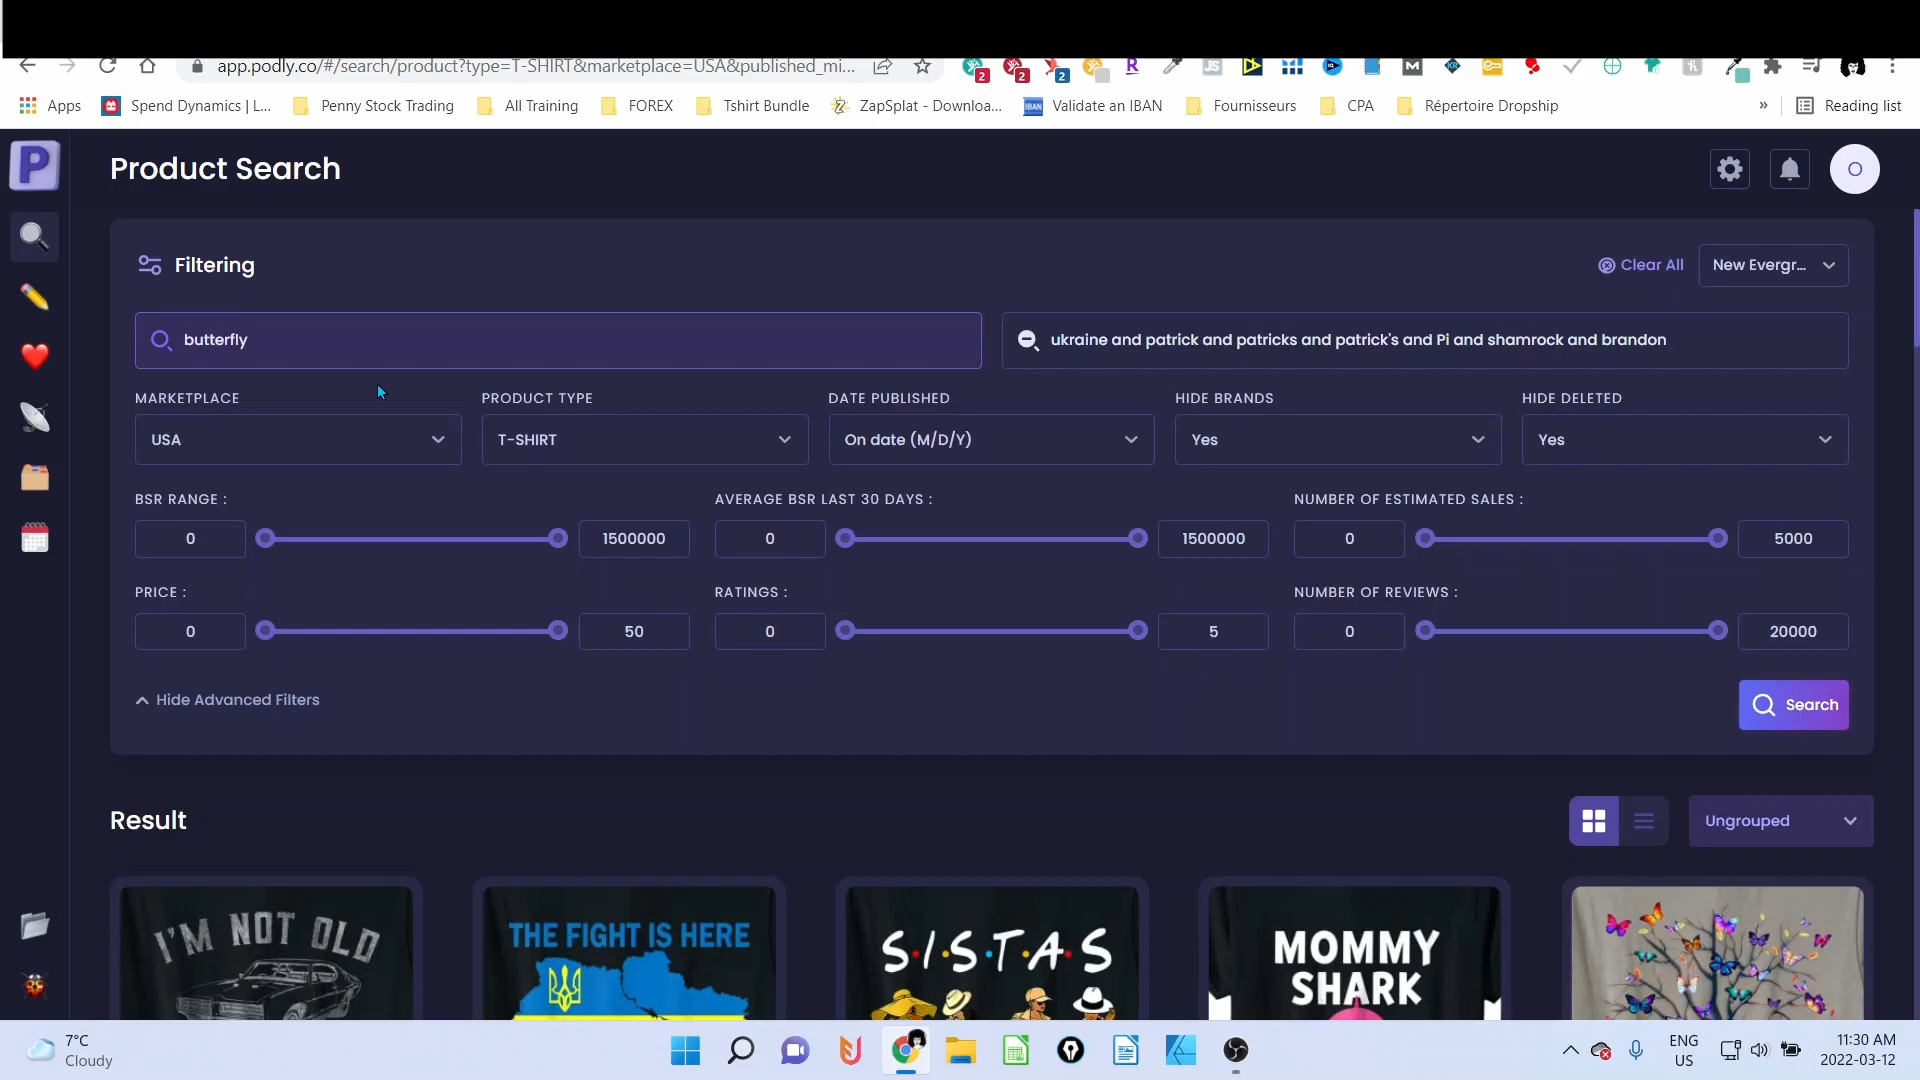 app.podly.co/#/search/product?type=T-SHIRT&marketplace=USA&published_mi...
2
2
2
R
JS
M
Apps
Spend Dynamics | L...
Penny Stock Trading
All Training
FOREX
Tshirt Bundle
ZapSplat - Downloa...
IBAN
Validate an IBAN
Fournisseurs
CPA
Répertoire Dropship
»
Reading list
P
Product Search
O
Filtering
Clear All
New Evergr...
butterfly
ukraine and patrick and patricks and patrick's and Pi and shamrock and brandon
MARKETPLACE
PRODUCT TYPE
DATE PUBLISHED
HIDE BRANDS
HIDE DELETED
USA
T-SHIRT
On date (M/D/Y)
Yes
Yes
BSR RANGE :
AVERAGE BSR LAST 30 DAYS :
NUMBER OF ESTIMATED SALES :
0
1500000
0
1500000
0
5000
PRICE :
RATINGS :
NUMBER OF REVIEWS :
0
50
0
5
0
20000
Hide Advanced Filters
Search
Result
Ungrouped
I'M NOT OLD
THE FIGHT IS HERE
S·I·S·T·A·S
MOMMY
SHARK
7°C
Cloudy
ENG
US
11:30 AM
2022-03-12